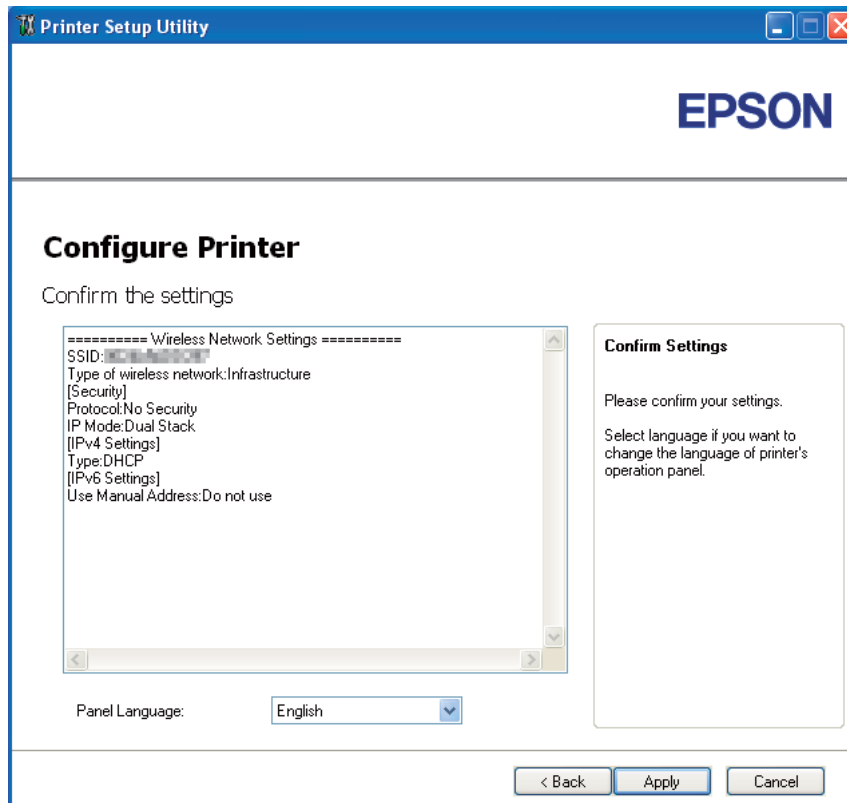 Printer Setup Utility
EPSON
Configure Printer
Confirm the settings
========== Wireless Network Settings ==========
SSID:
Type of wireless network:Infrastructure
[Security]
Protocol:No Security
IP Mode:Dual Stack
[IPv4 Settings]
Type:DHCP
[IPv6 Settings]
Use Manual Address:Do not use
Confirm Settings
Please confirm your settings.
Select language if you want to
change the language of printer's
operation panel.
Panel Language:
English
< Back
Apply
Cancel